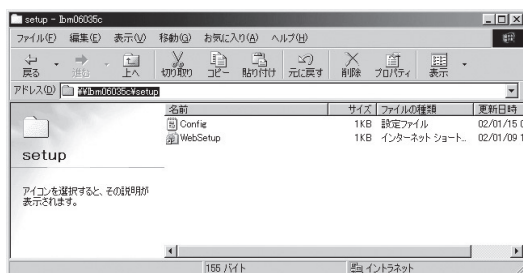 setup - Ibm06035c
ファイル(F) 編集(E) 表示(V) 移動(G) お気に入り(A) ヘルプ(H)
戻る 進む 上へ 切り取り コピー 貼り付け 元に戻す 削除 プロパティ 表示
アドレス(D) ¥¥Ibm06035c¥setup
名前 サイズ ファイルの種類 更新日時
Config 1KB 設定ファイル 02/01/15
WebSetup 1KB インターネット ショート... 02/01/09 1
setup
アイコンを選択すると、その説明が
表示されます。
155 バイト イントラネット